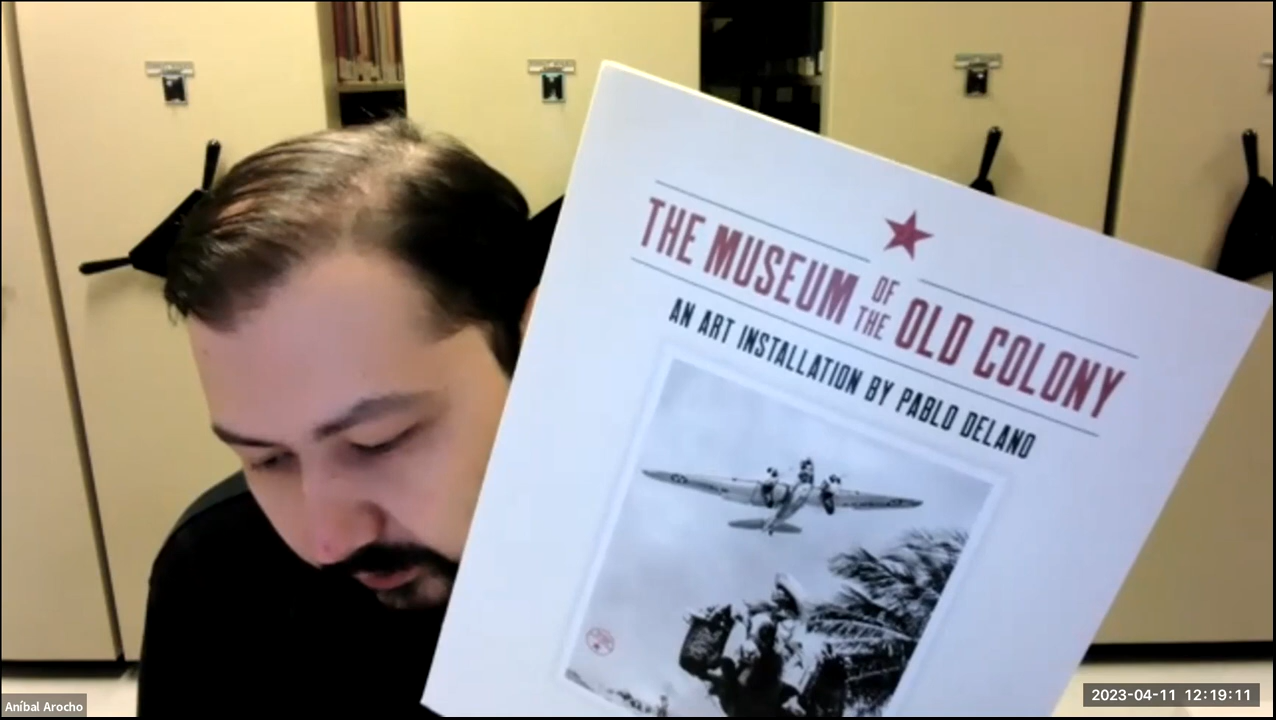 THE MUSEUM OF THE OLD COLONY
AN ART INSTALLATION BY PABLO DELANO
Aníbal Arocho
2023-04-11 12:19:11